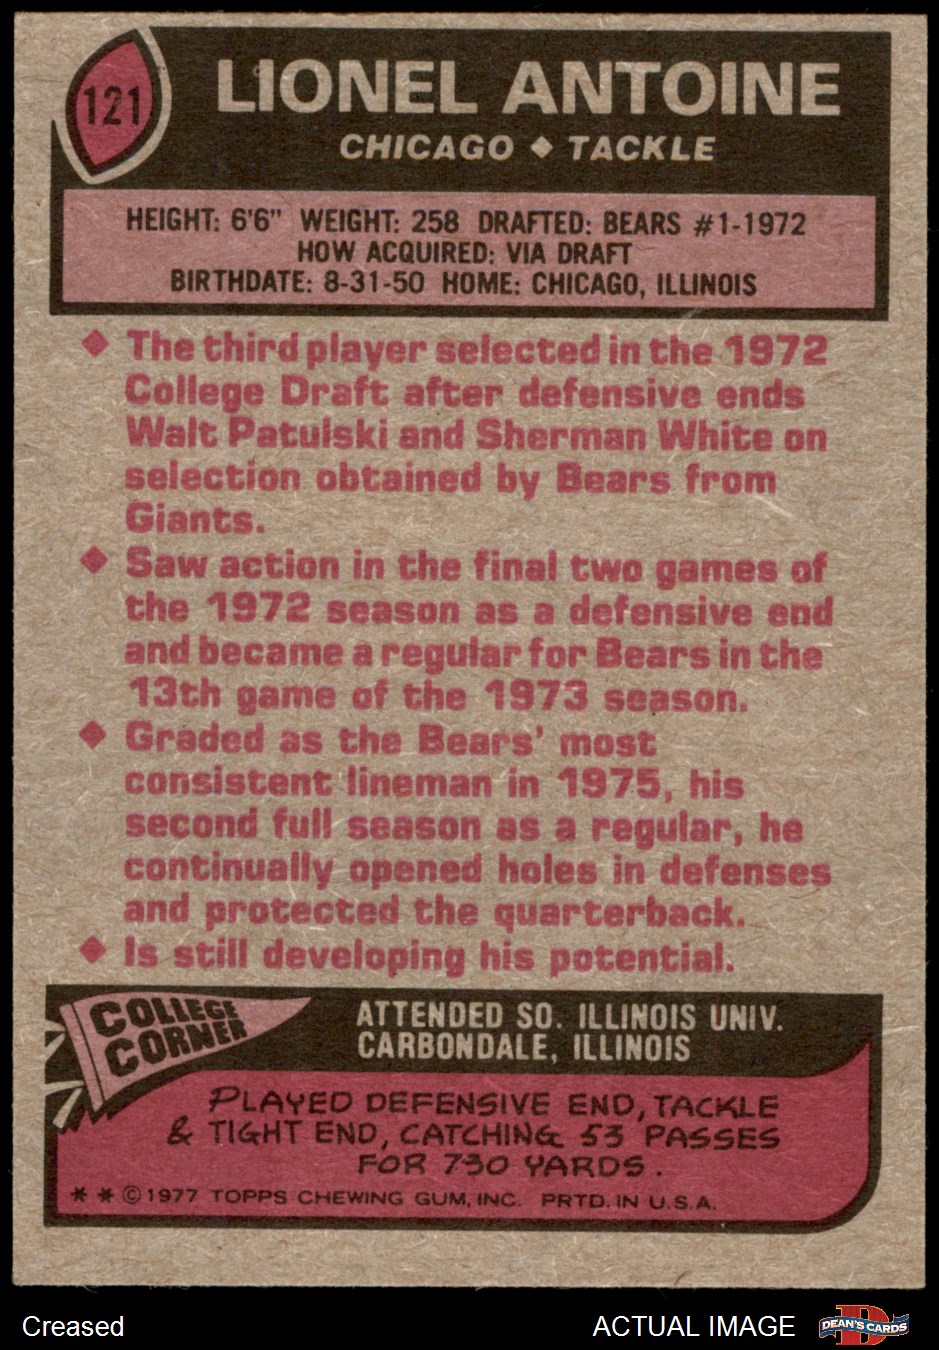 121
LIONEL ANTOINE
CHICAGO ◆ TACKLE
HEIGHT: 6'6" WEIGHT: 258 DRAFTED: BEARS #1-1972
HOW ACQUIRED: VIA DRAFT
BIRTHDATE: 8-31-50 HOME: CHICAGO, ILLINOIS
◆ The third player selected in the 1972
College Draft after defensive ends
Walt Patulski and Sherman White on
selection obtained by Bears from
Giants.
◆ Saw action in the final two games of
the 1972 season as a defensive end
and became a regular for Bears in the
13th game of the 1973 season.
◆ Graded as the Bears' most
consistent lineman in 1975, his
second full season as a regular, he
continually opened holes in defenses
and protected the quarterback.
◆ Is still developing his potential.
COLLEGE
CORNER
ATTENDED SO. ILLINOIS UNIV.
CARBONDALE, ILLINOIS
PLAYED DEFENSIVE END, TACKLE
& TIGHT END, CATCHING 53 PASSES
FOR 730 YARDS.
* * © 1977 TOPPS CHEWING GUM, INC. PRTD. IN U.S.A.
Creased
ACTUAL IMAGE
D
DEAN'S CARDS